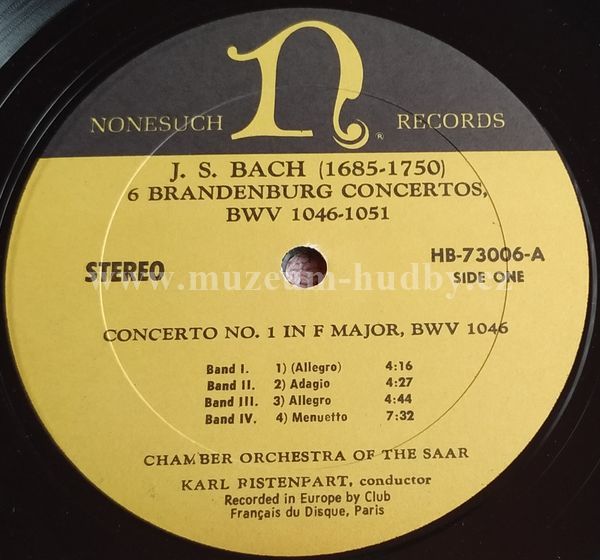 n
NONESUCH RECORDS
®
J. S. BACH (1685-1750)
6 BRANDENBURG CONCERTOS,
BWV 1046-1051
STEREO
HB-73006-A
SIDE ONE
www.muzeum-hudby.cz
CONCERTO NO. 1 IN F MAJOR, BWV 1046
Band I. 1) (Allegro) 4:16
Band II. 2) Adagio 4:27
Band III. 3) Allegro 4:44
Band IV. 4) Menuetto 7:32
CHAMBER ORCHESTRA OF THE SAAR
KARL RISTENPART, conductor
Recorded in Europe by Club
Français du Disque, Paris